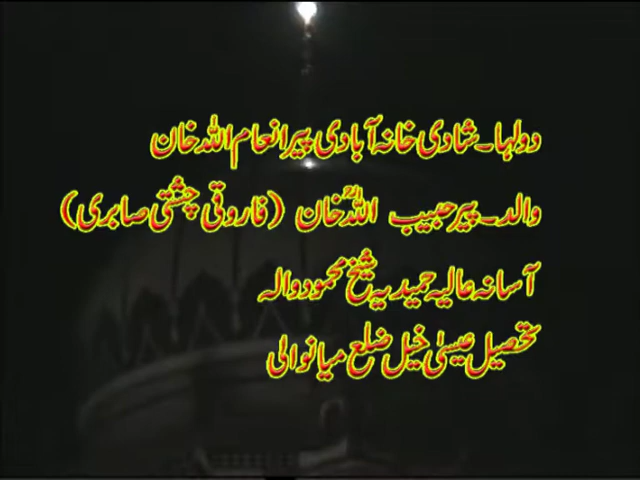 دولہا۔ شادی خانہ آبادی پیر انعام اللہ خان
والد۔ پیر حبیب اللہؒ خان (فاروقی چشتی صابری)
آسانہ عالیہ حمیدیہ شیخ محمود والہ
تحصیل عیسیٰ خیل ضلع میانوالی